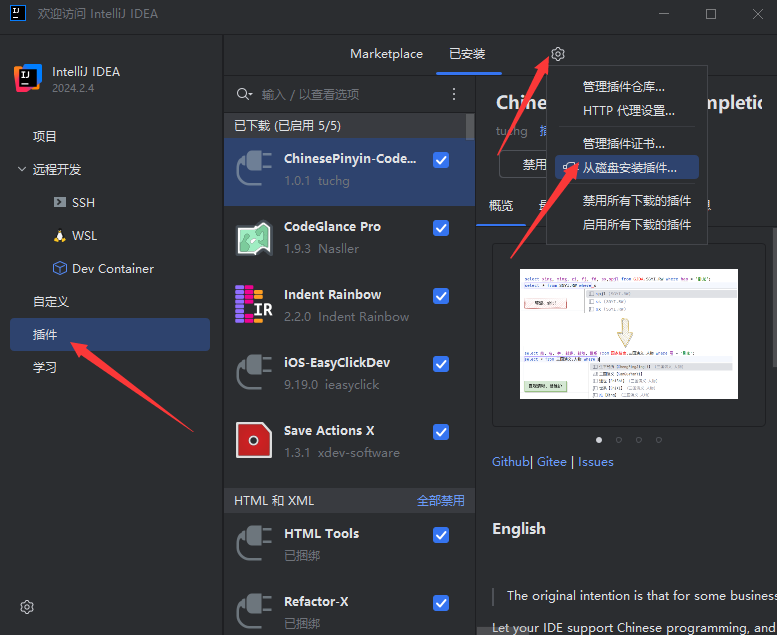 欢迎访问 IntelliJ IDEA
IntelliJ IDEA
2024.2.4
项目
远程开发
SSH
WSL
Dev Container
自定义
插件
学习
Marketplace
已安装
输入 / 以查看选项
已下载 (已启用 5/5)
ChinesePinyin-Code...
1.0.1 tuchg
CodeGlance Pro
1.9.3 Nasller
Indent Rainbow
2.2.0 Indent Rainbow
iOS-EasyClickDev
9.19.0 ieasyclick
Save Actions X
1.3.1 xdev-software
HTML 和 XML 全部禁用
HTML Tools
已捆绑
Refactor-X
已捆绑
管理插件仓库...
HTTP 代理设置...
管理插件证书...
从磁盘安装插件...
禁用所有下载的插件
启用所有下载的插件
tuchg
禁用
概览
Github| Gitee | Issues
English
The original intention is that for some business
Let your IDE support Chinese programming, and